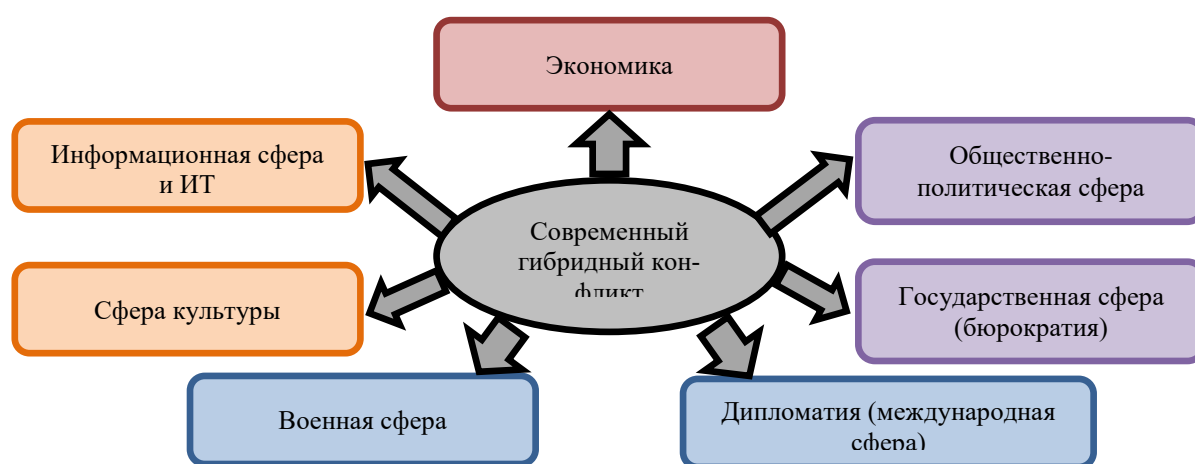 Экономика
Информационная сфера
и ИТ
Общественно-
политическая сфера
Современный
гибридный кон-
фликт
Сфера культуры
Государственная сфера
(бюрократия)
Военная сфера
Дипломатия (международная
сфера)